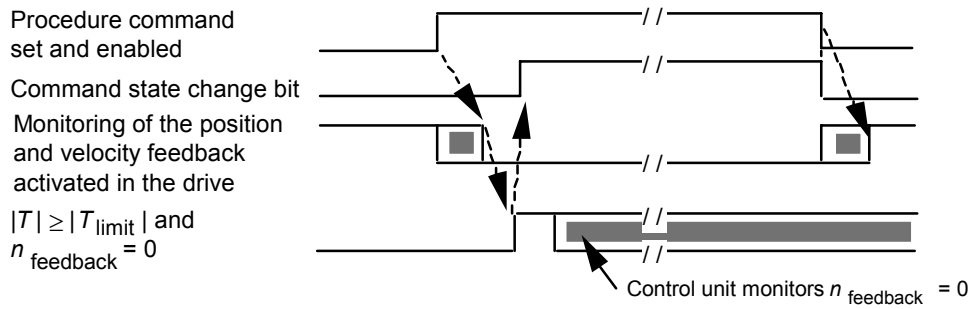 Procedure command
set and enabled
Command state change bit
Monitoring of the position
and velocity feedback
activated in the drive
|T| ≥ |T limit | and
n feedback = 0
Control unit monitors n feedback = 0